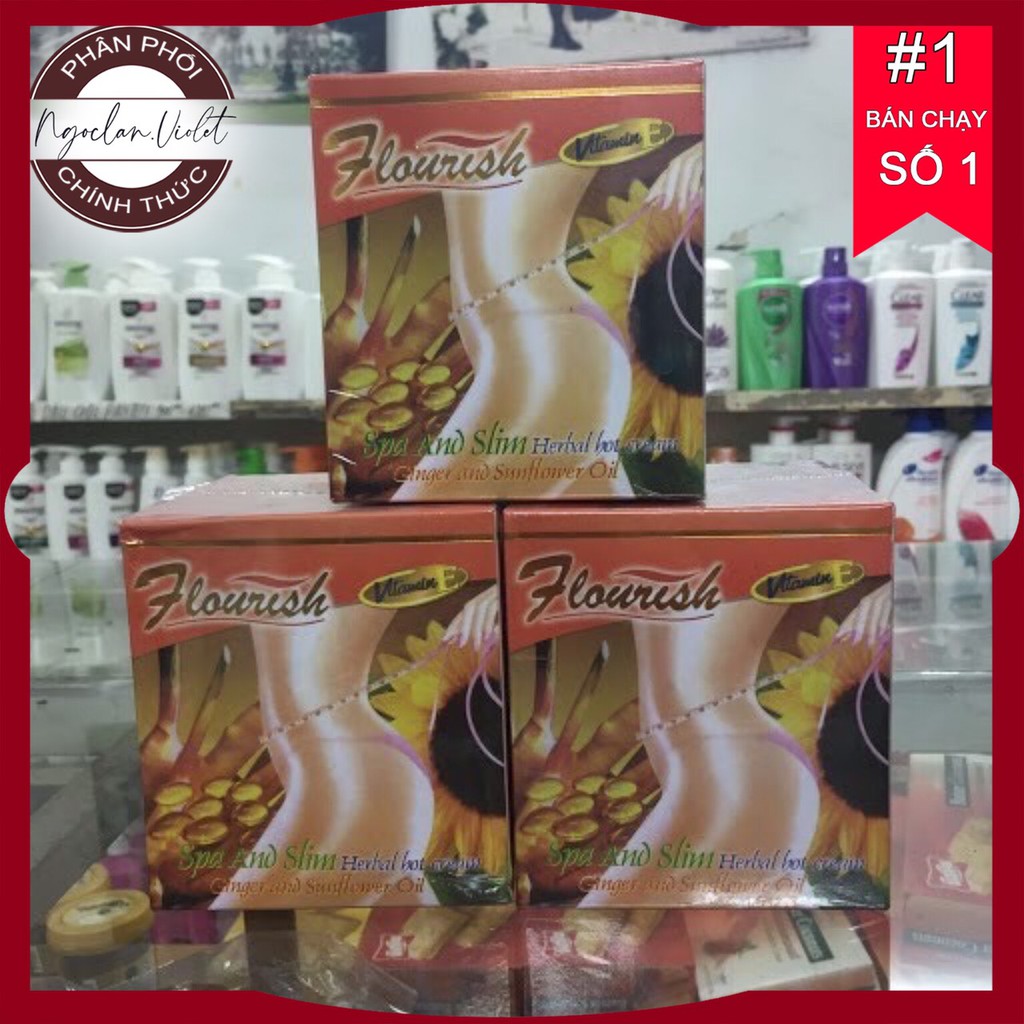 PHÂN PHỐI
Ngoclan.Violet
CHÍNH THỨC
#1
BÁN CHẠY
SỐ 1
Flourish
Vitamin E
Spa And Slim Herbal hot cream
Ginger and Sunflower Oil
Flourish
Vitamin E
Spa And Slim Herbal hot cream
Ginger and Sunflower Oil
Flourish
Vitamin E
Spa And Slim Herbal hot cream
Ginger and Sunflower Oil
CLEAR